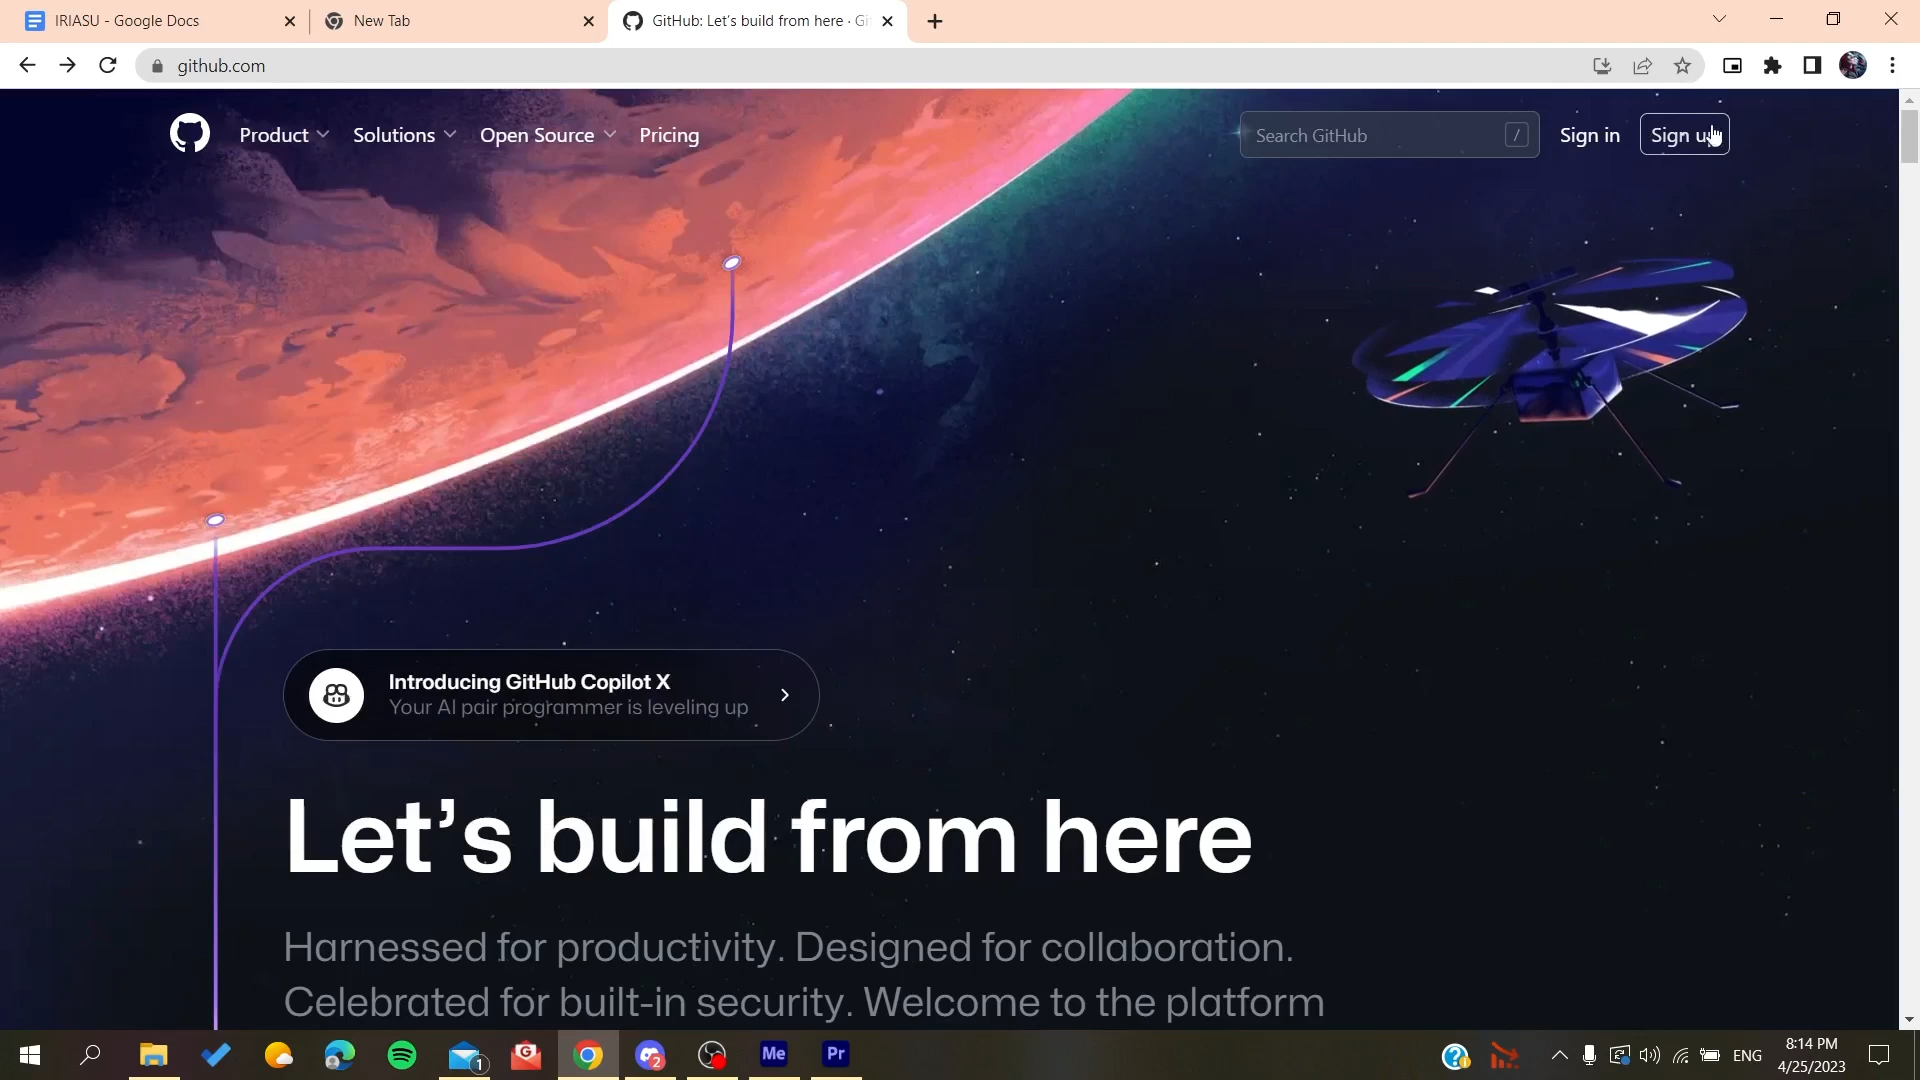 IRIASU - Google Docs
New Tab
GitHub: Let's build from here · Gi
github.com
Product
Solutions
Open Source
Pricing
Search GitHub
/
Sign in
Sign up
Introducing GitHub Copilot X
Your AI pair programmer is leveling up
Let’s build from here
Harnessed for productivity. Designed for collaboration.
Celebrated for built-in security. Welcome to the platform
1
G
2
Me
Pr
ENG
8:14 PM
4/25/2023